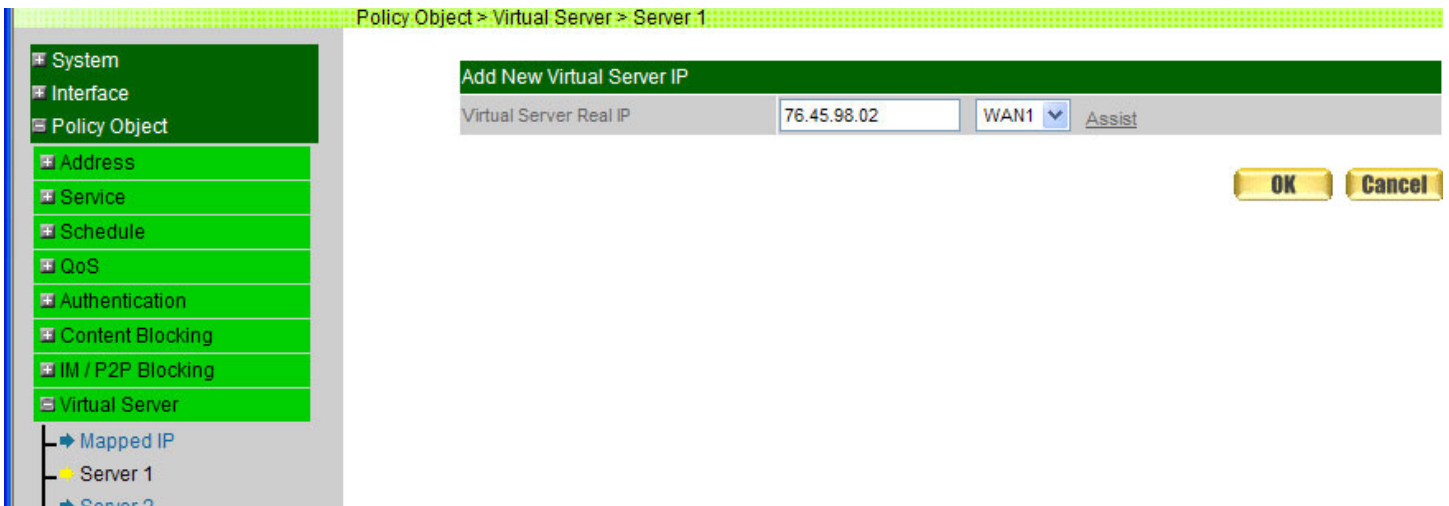 Policy Object > Virtual Server > Server 1
System
Interface
Policy Object
Address
Service
Schedule
QoS
Authentication
Content Blocking
IM / P2P Blocking
Virtual Server
Mapped IP
Server 1
Server 2
Add New Virtual Server IP
Virtual Server Real IP 76.45.98.02 WAN1 Assist
OK Cancel